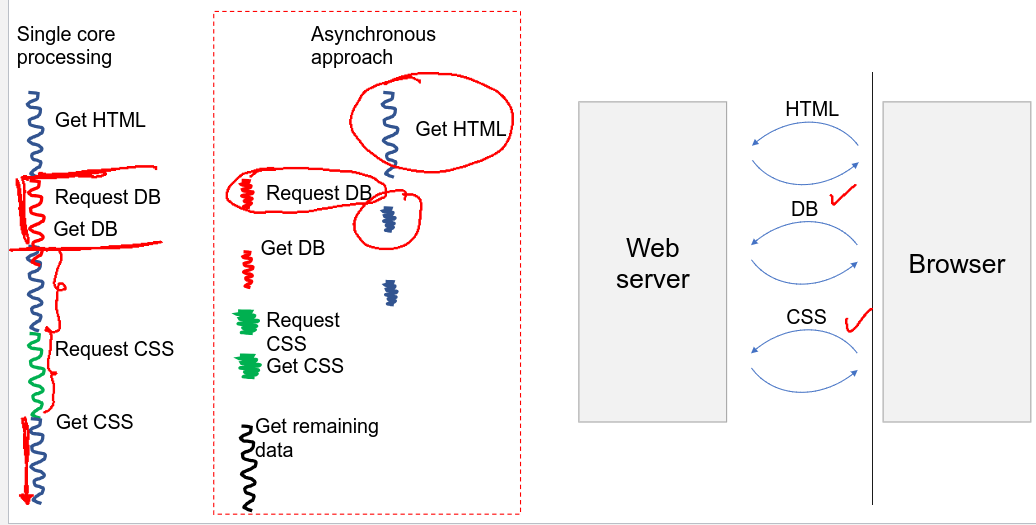 Single core
processing
Get HTML
Request DB
Get DB
Request CSS
Get CSS
Asynchronous
approach
Get HTML
Request DB
Get DB
Request
CSS
Get CSS
Get remaining
data
Web
server
HTML
DB
CSS
Browser